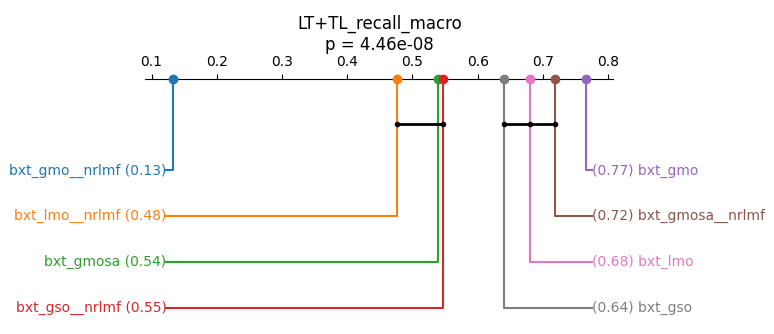 LT+TL_recall_macro
p = 4.46e-08
0.1 0.2 0.3 0.4 0.5 0.6 0.7 0.8
bxt_gmo__nrlmf (0.13) (0.77) bxt_gmo
bxt_lmo__nrlmf (0.48) (0.72) bxt_gmosa__nrlmf
bxt_gmosa (0.54) (0.68) bxt_lmo
bxt_gso__nrlmf (0.55) (0.64) bxt_gso